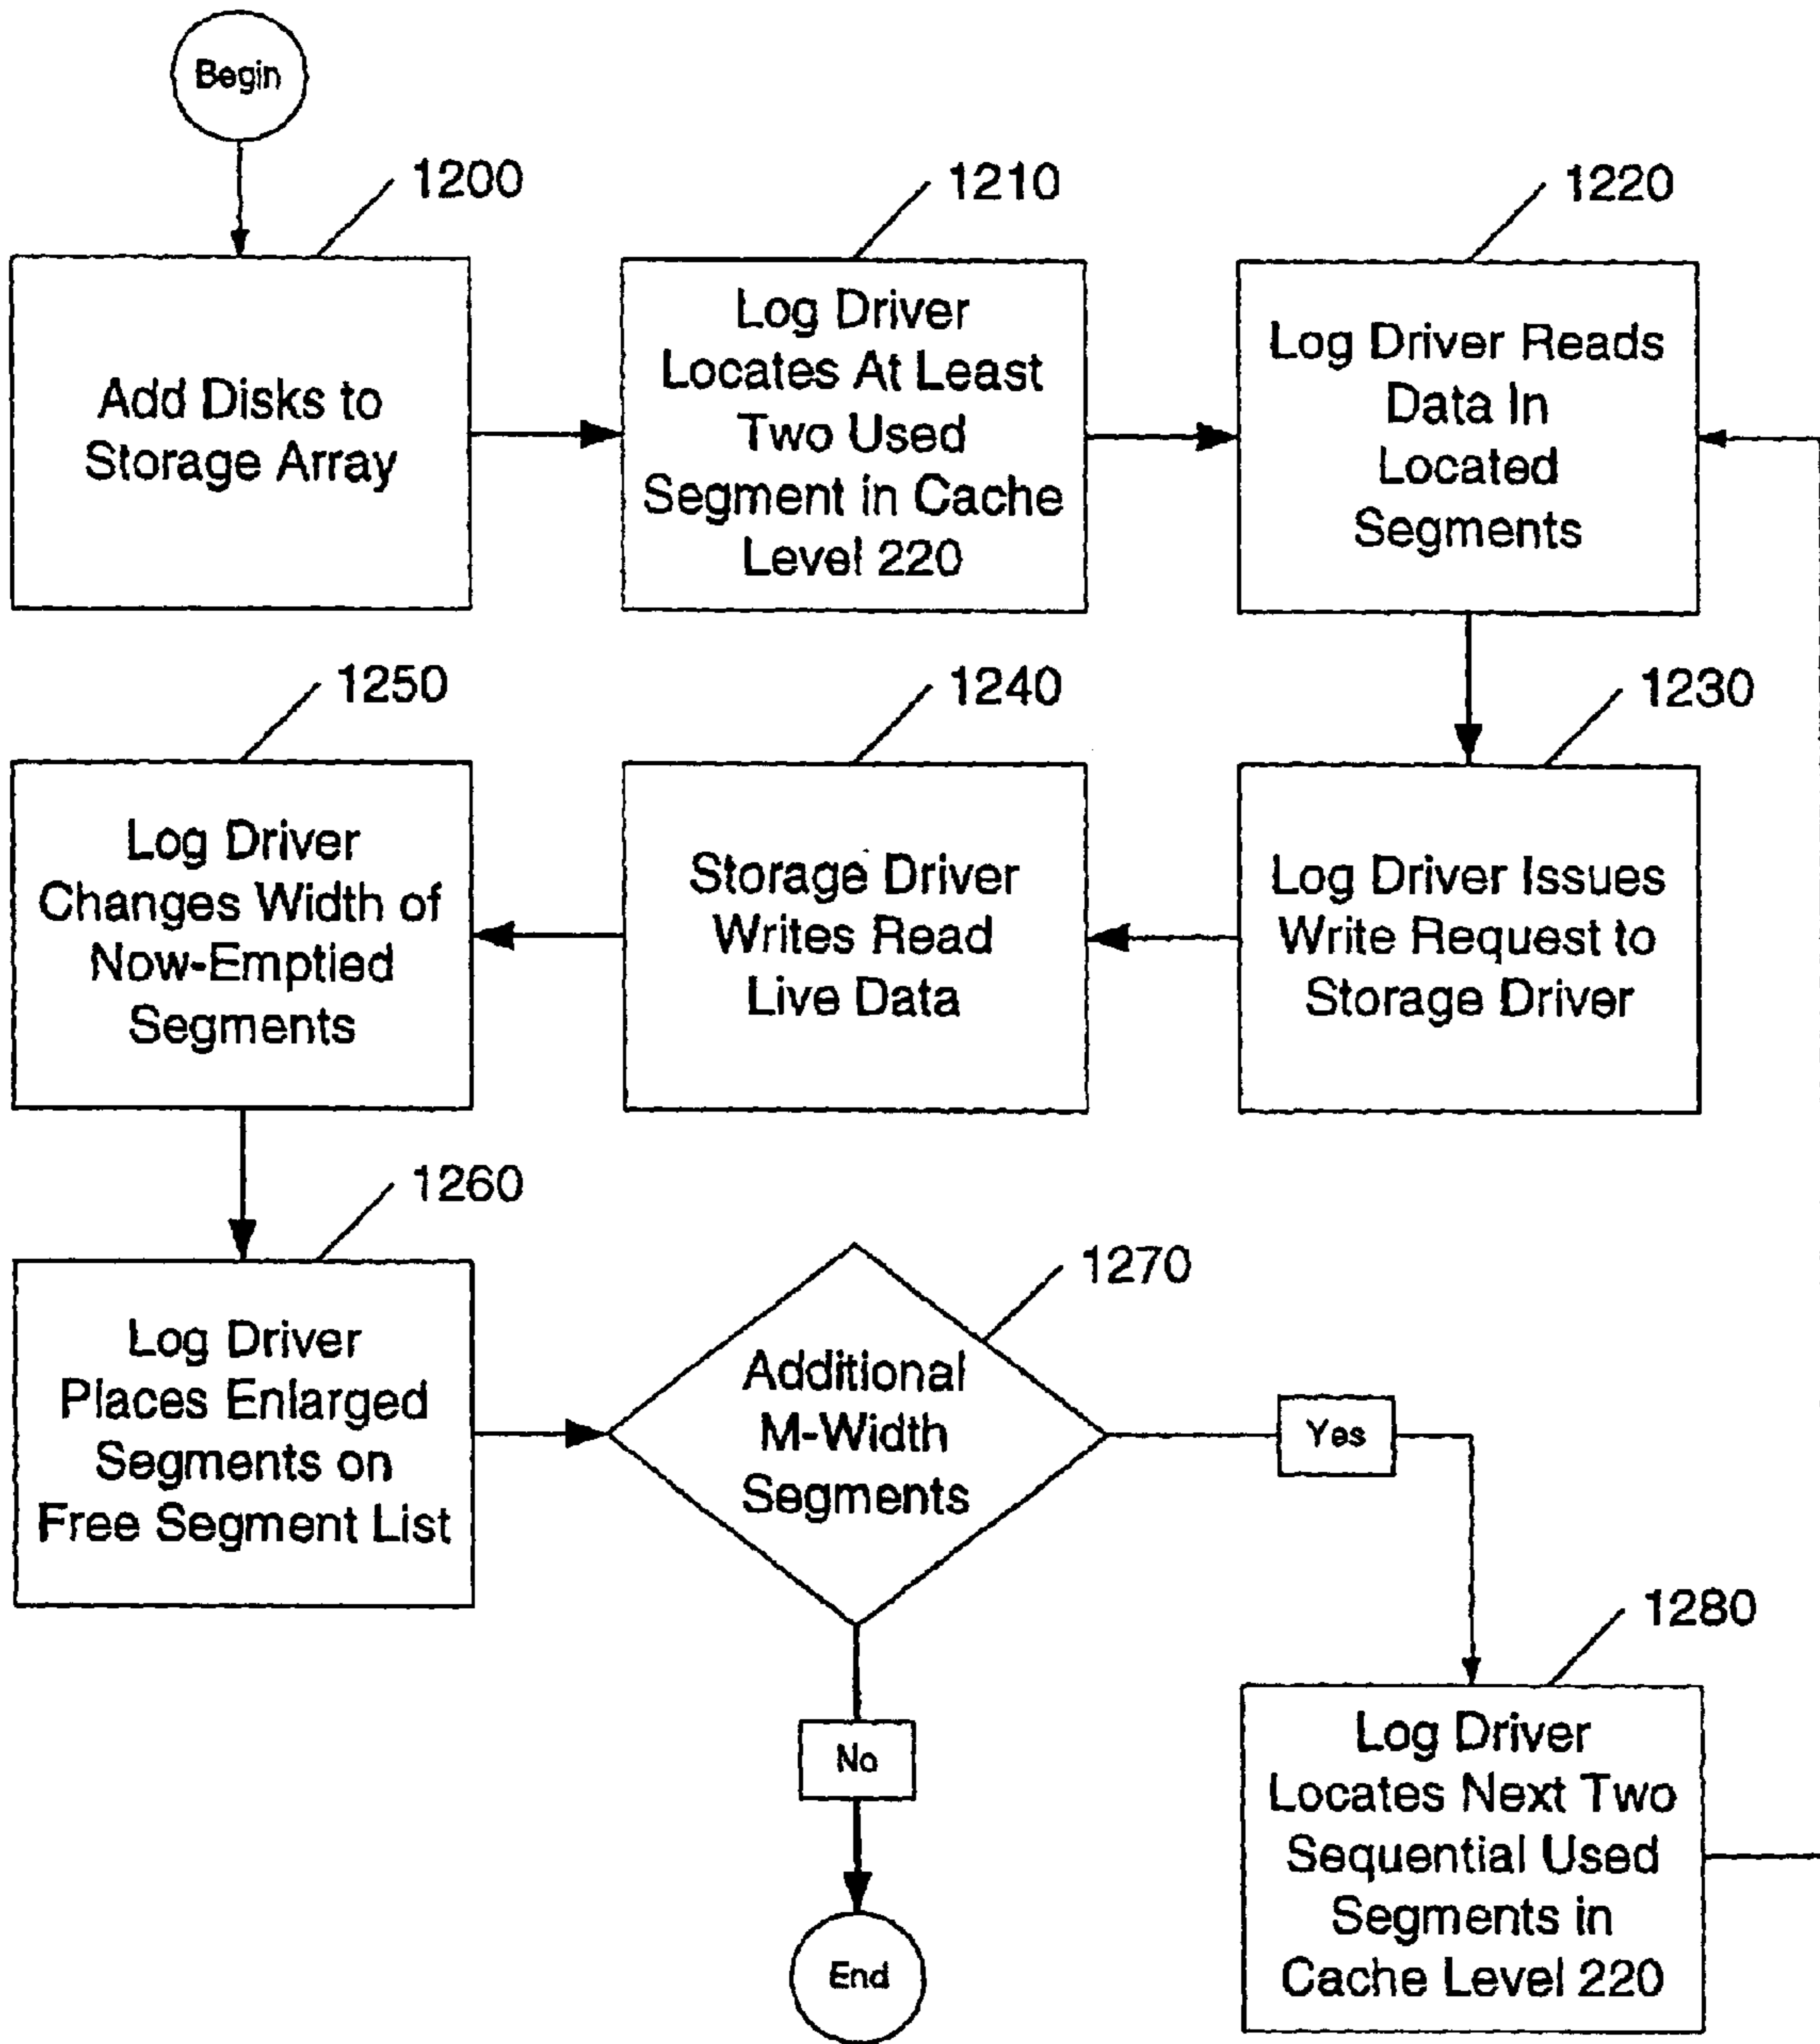 Begin
1200
Add Disks to
Storage Array
1210
Log Driver
Locates At Least
Two Used
Segment in Cache
Level 220
1220
Log Driver Reads
Data In
Located
Segments
1230
Log Driver Issues
Write Request to
Storage Driver
1240
Storage Driver
Writes Read
Live Data
1250
Log Driver
Changes Width of
Now-Emptied
Segments
1260
Log Driver
Places Enlarged
Segments on
Free Segment List
1270
Additional
M-Width
Segments
Yes
No
End
1280
Log Driver
Locates Next Two
Sequential Used
Segments in
Cache Level 220